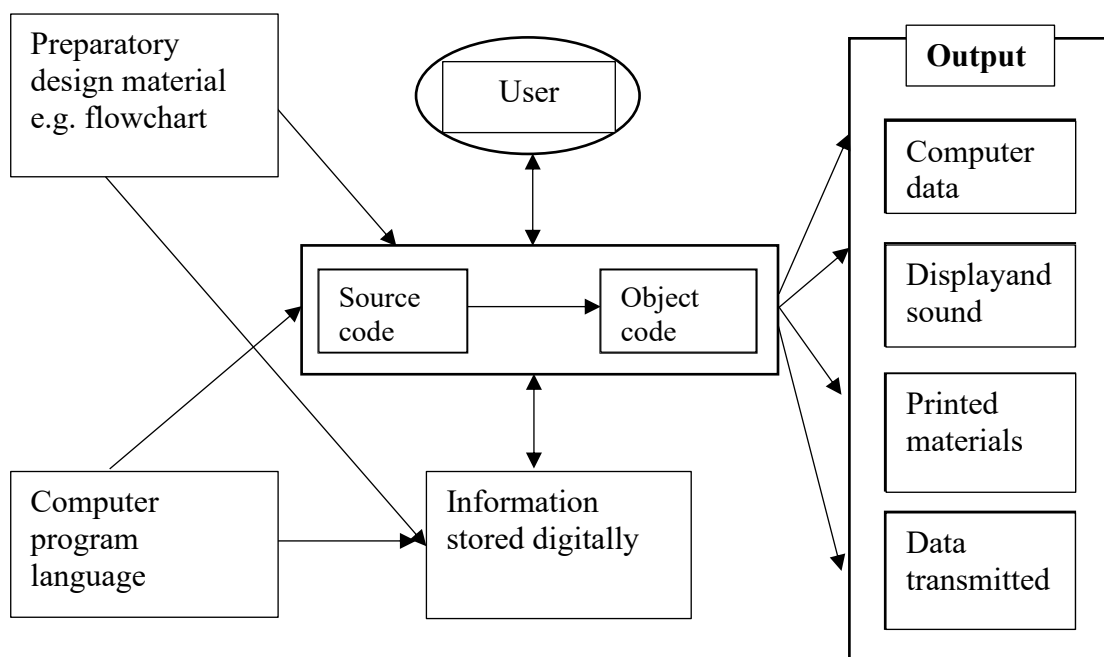 Preparatory
design material
e.g. flowchart
User
Output
Computer
data
Source
code
Object
code
Displayand
sound
Printed
materials
Computer
program
language
Information
stored digitally
Data
transmitted